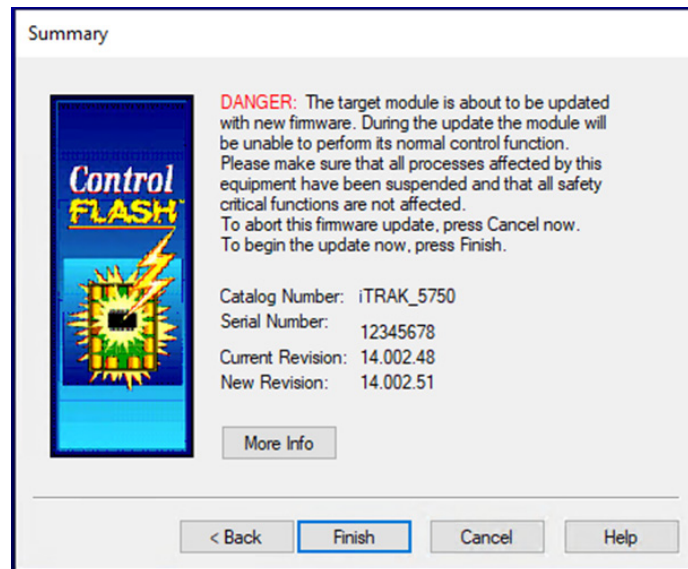 Summary
Control
FLASH™
DANGER: The target module is about to be updated
with new firmware. During the update the module will
be unable to perform its normal control function.
Please make sure that all processes affected by this
equipment have been suspended and that all safety
critical functions are not affected.
To abort this firmware update, press Cancel now.
To begin the update now, press Finish.
Catalog Number: iTRAK_5750
Serial Number: 12345678
Current Revision: 14.002.48
New Revision: 14.002.51
More Info
< Back Finish Cancel Help